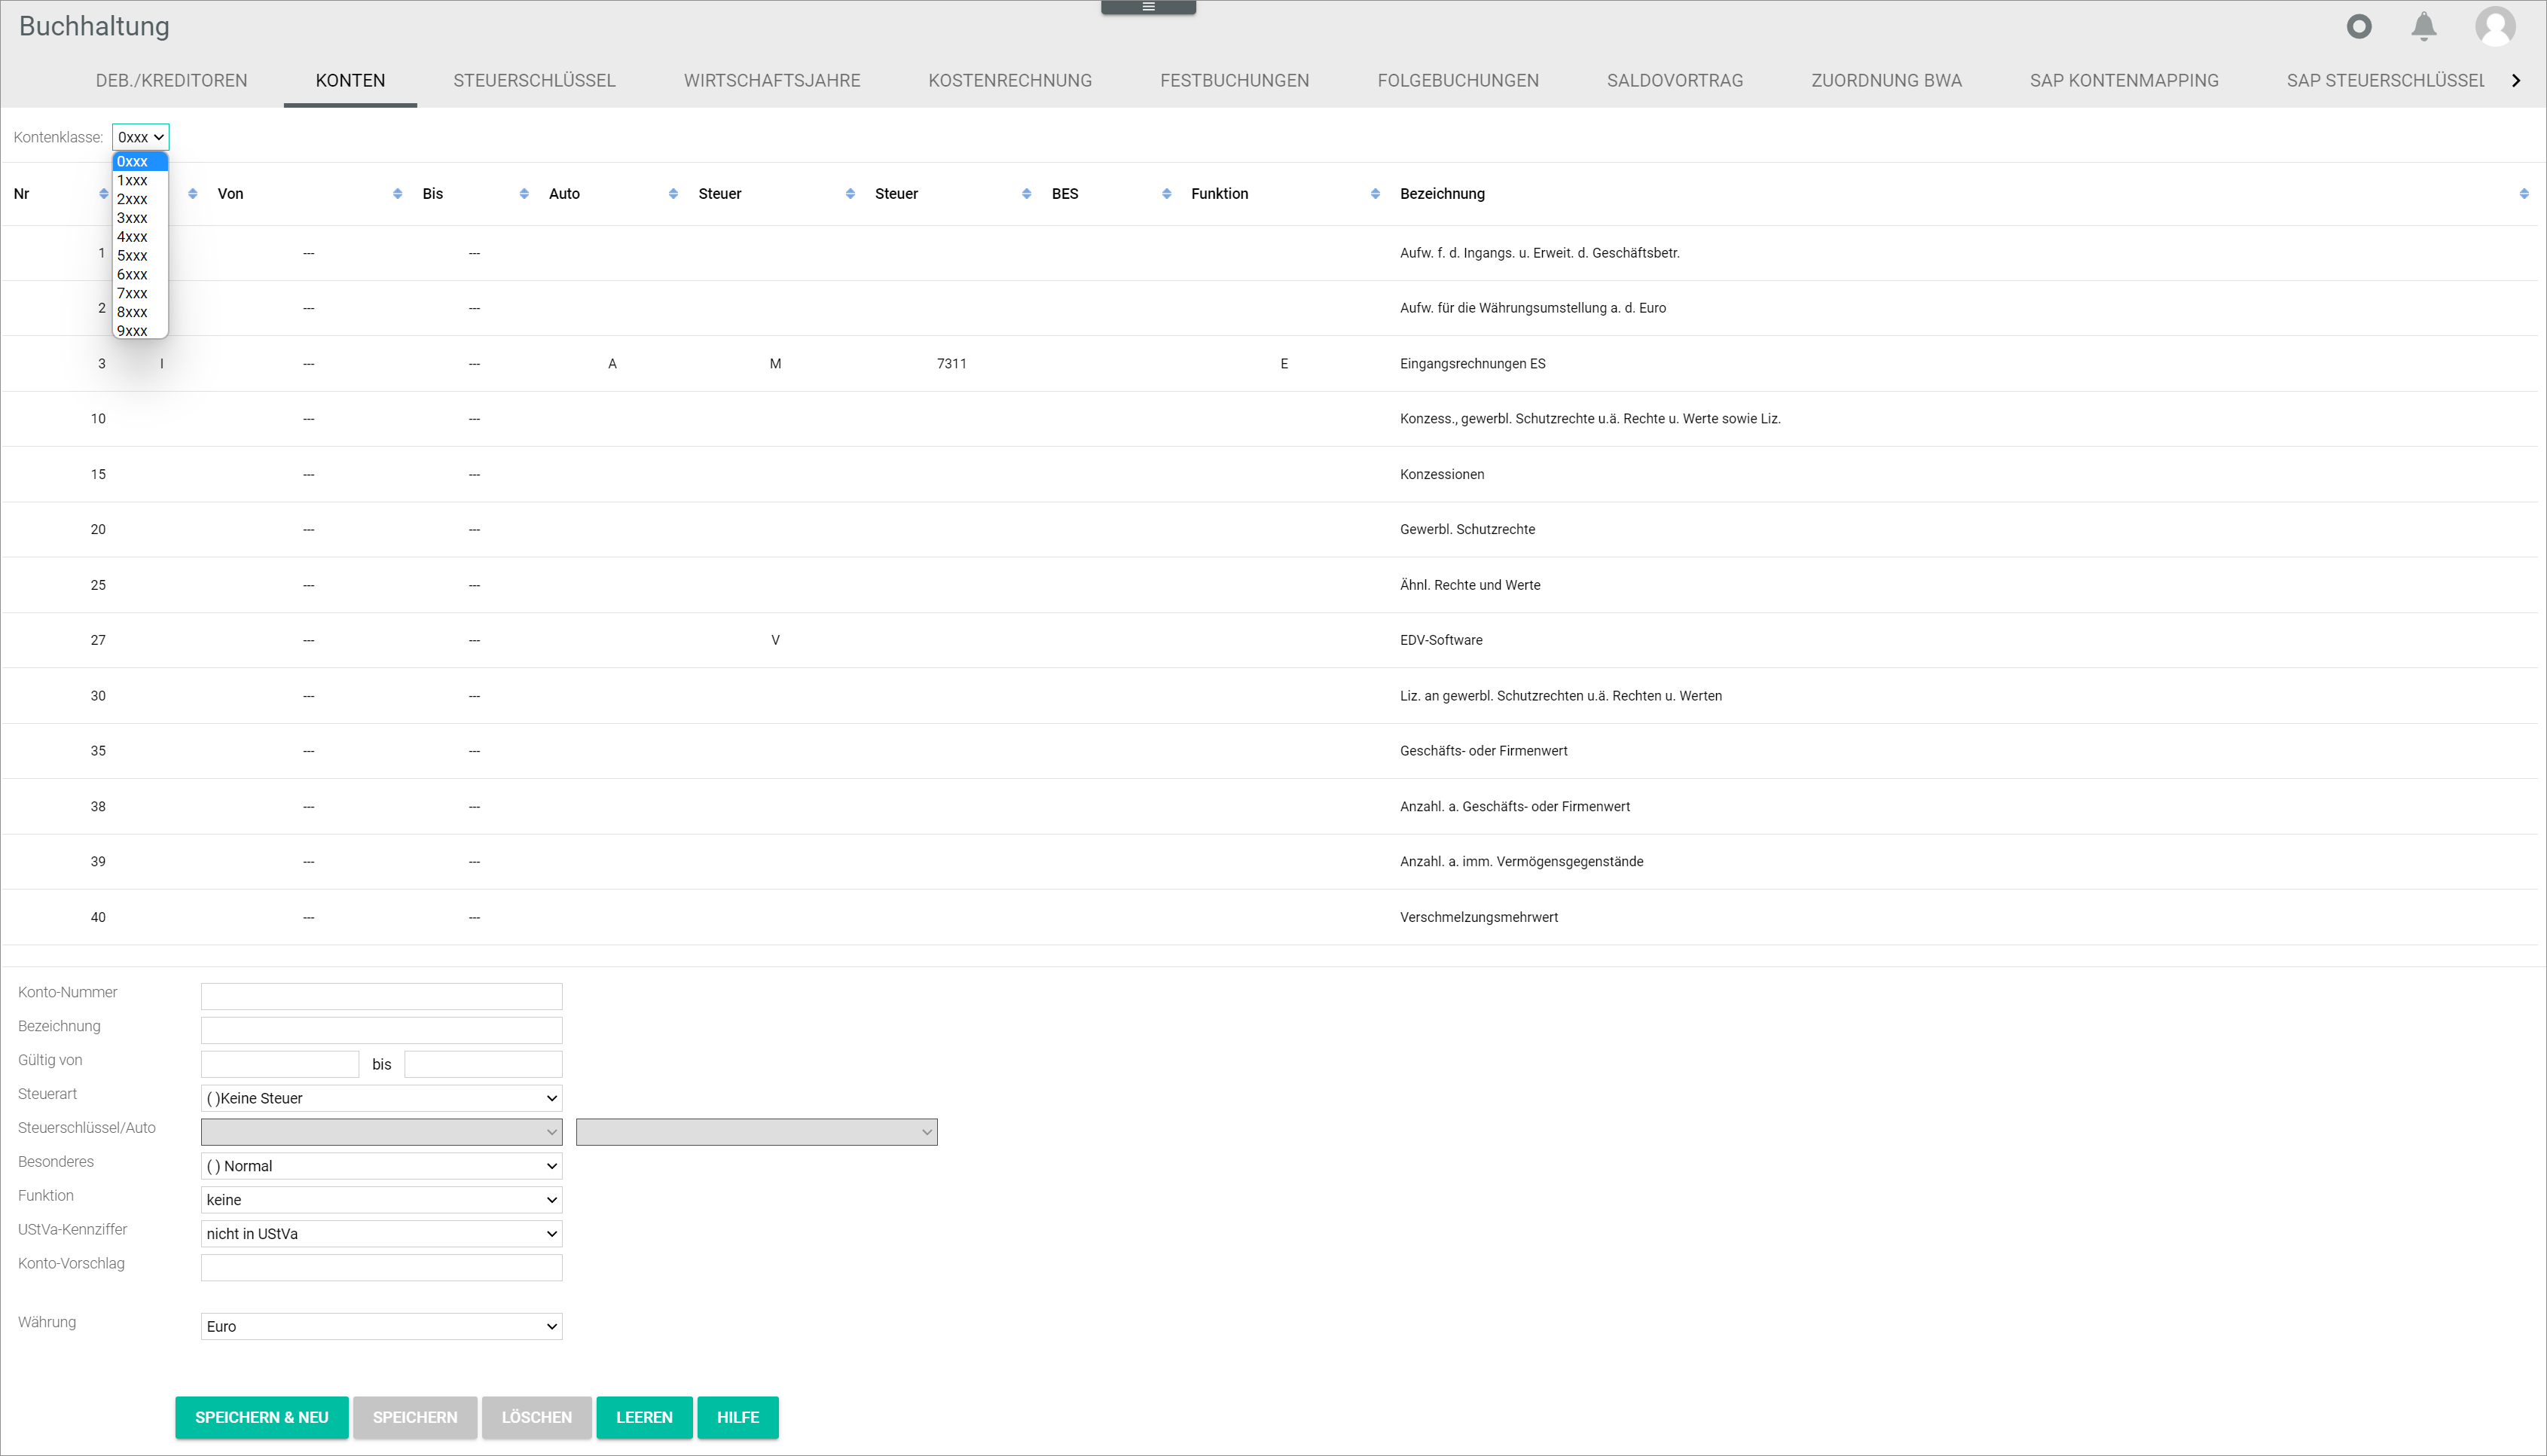 Buchhaltung
DEB./KREDITOREN KONTEN STEUERSCHLÜSSEL WIRTSCHAFTSJAHRE KOSTENRECHNUNG FESTBUCHUNGEN FOLGEBUCHUNGEN SALDOVORTRAG ZUORDNUNG BWA SAP KONTENMAPPING SAP STEUERSCHLÜSSEL
Kontenklasse: 0xxx
0xxx
1xxx
2xxx
3xxx
4xxx
5xxx
6xxx
7xxx
8xxx
9xxx
Nr Von Bis Auto Steuer Steuer BES Funktion Bezeichnung
1 --- --- Aufw. f. d. Ingangs. u. Erweit. d. Geschäftsbetr.
2 --- --- Aufw. für die Währungsumstellung a. d. Euro
3 I --- --- A M 7311 E Eingangsrechnungen ES
10 --- --- Konzess., gewerbl. Schutzrechte u.ä. Rechte u. Werte sowie Liz.
15 --- --- Konzessionen
20 --- --- Gewerbl. Schutzrechte
25 --- --- Ähnl. Rechte und Werte
27 --- --- V EDV-Software
30 --- --- Liz. an gewerbl. Schutzrechten u.ä. Rechten u. Werten
35 --- --- Geschäfts- oder Firmenwert
38 --- --- Anzahl. a. Geschäfts- oder Firmenwert
39 --- --- Anzahl. a. imm. Vermögensgegenstände
40 --- --- Verschmelzungsmehrwert
Konto-Nummer
Bezeichnung
Gültig von bis
Steuerart ( )Keine Steuer
Steuerschlüssel/Auto
Besonderes ( ) Normal
Funktion keine
UStVa-Kennziffer nicht in UStVa
Konto-Vorschlag
Währung Euro
SPEICHERN & NEU SPEICHERN LÖSCHEN LEEREN HILFE